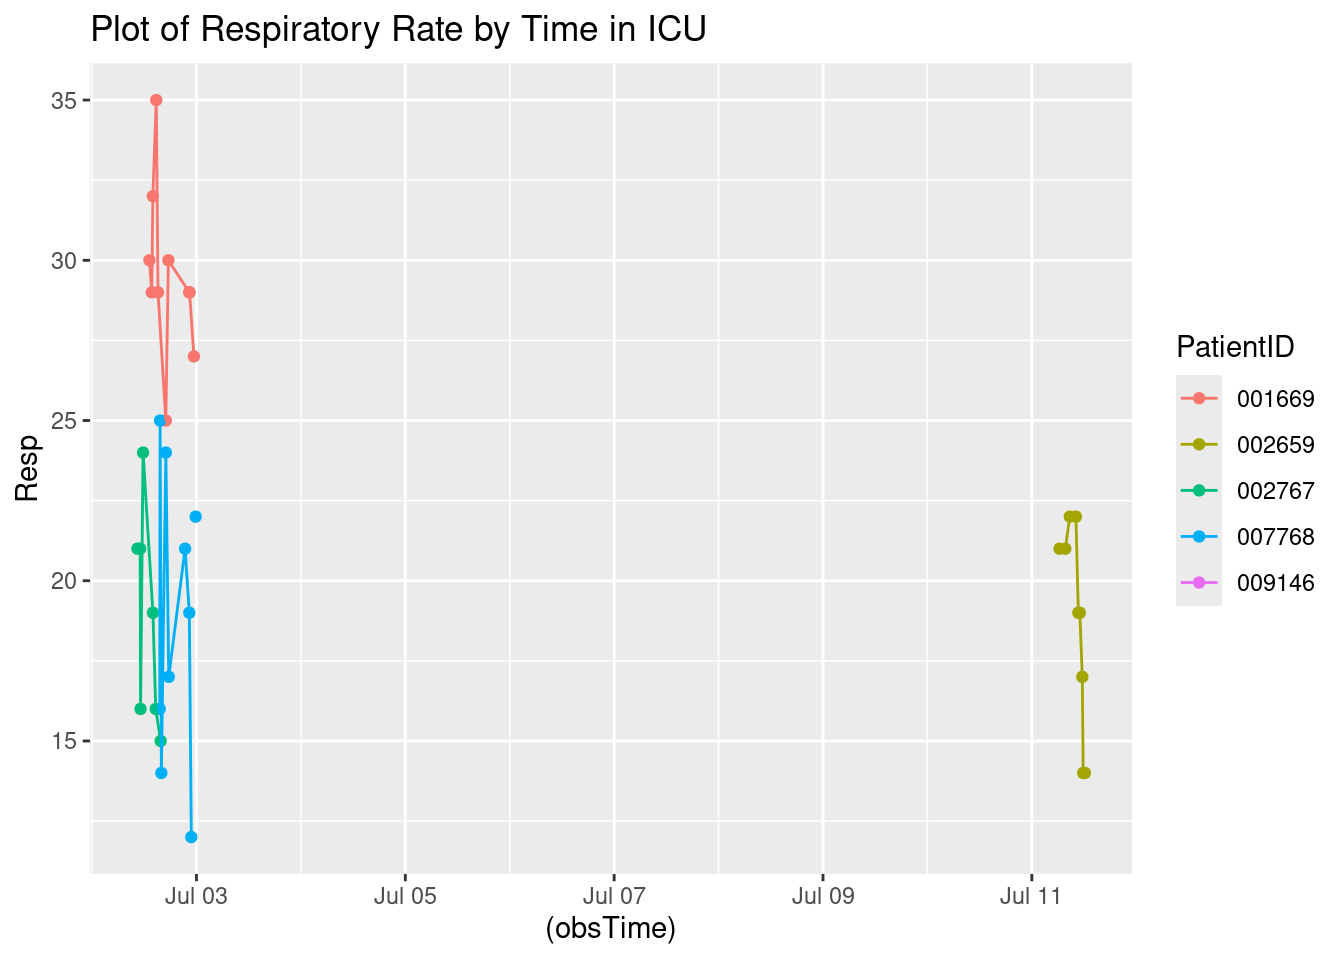 Plot of Respiratory Rate by Time in ICU
35
30
25
20
15
Resp
Jul 03
Jul 05
Jul 07
Jul 09
Jul 11
(obsTime)
PatientID
001669
002659
002767
007768
009146